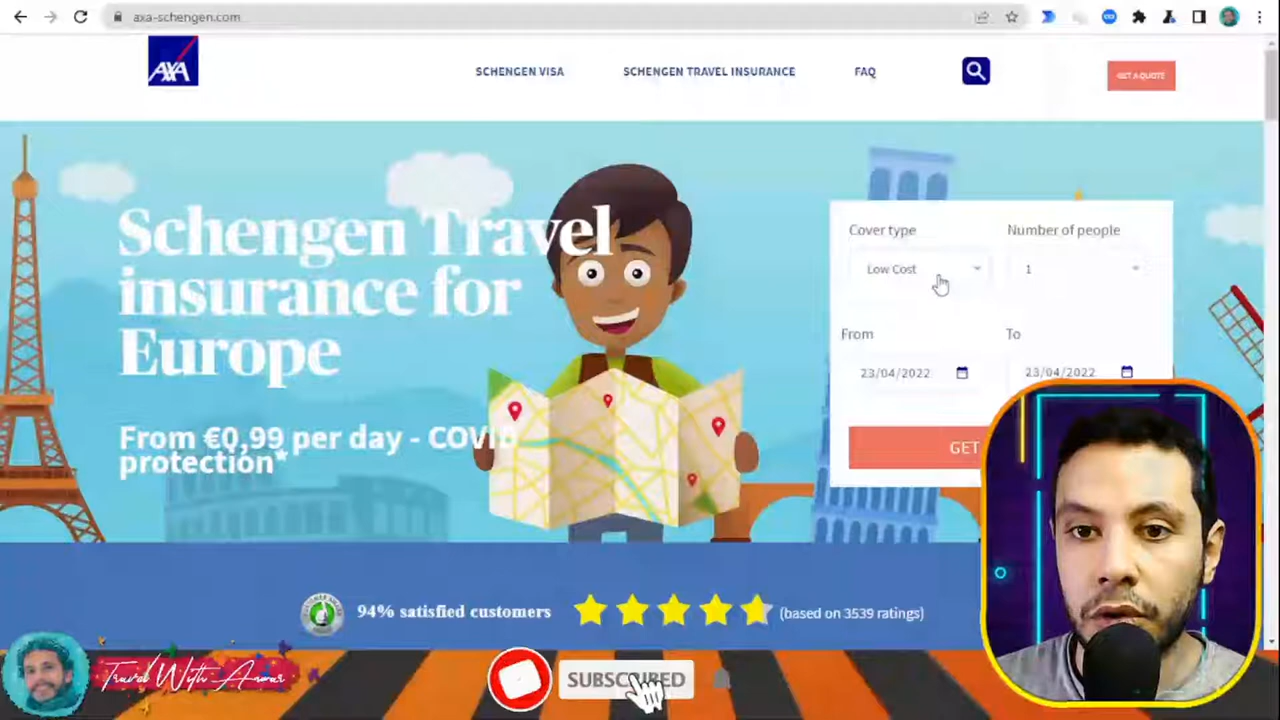 axa-schengen.com
AXA
SCHENGEN VISA
SCHENGEN TRAVEL INSURANCE
FAQ
GET A QUOTE
Schengen Travel
insurance for
Europe
From €0,99 per day - COVID
protection*
Cover type
Number of people
Low Cost
1
From
To
23/04/2022
23/04/2022
GET
94% satisfied customers
(based on 3539 ratings)
Travel With Anouar
SUBSCRIBED